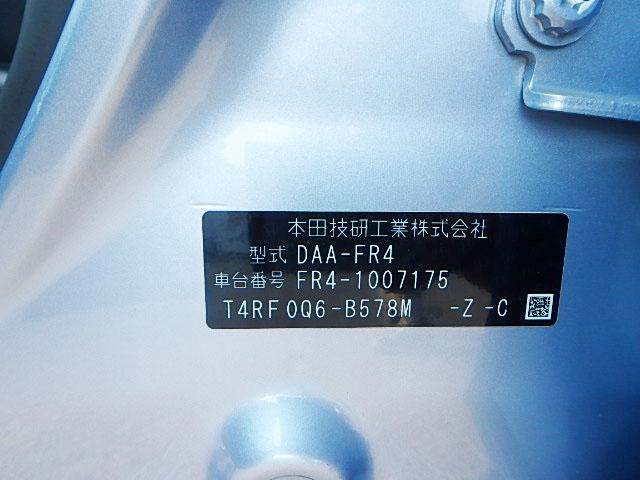 本田技研工業株式会社
型式 DAA-FR4
車台番号 FR4-1007175
T4RF0Q6-B578M -Z-C